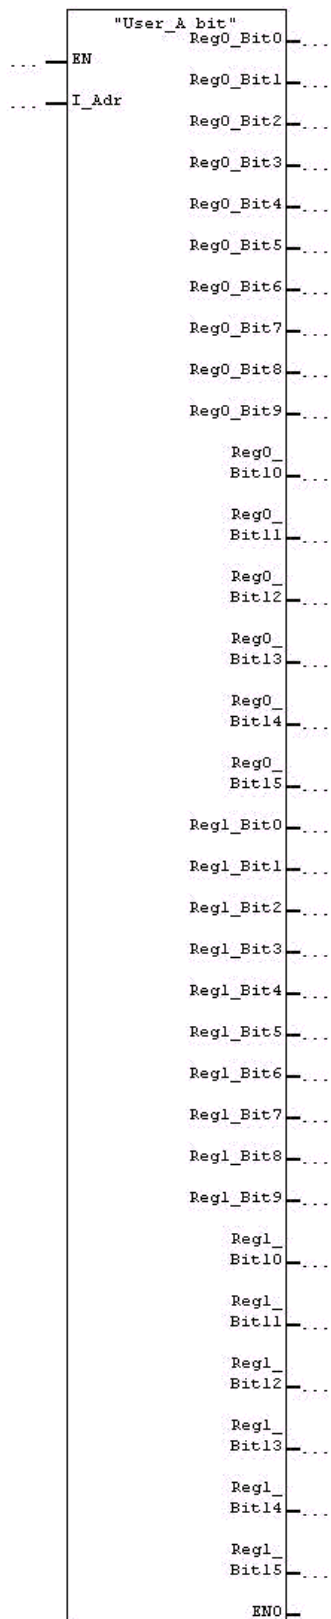 "User_A bit"
Reg0_Bit0
... EN
Reg0_Bit1
... I_Adr
Reg0_Bit2
Reg0_Bit3
Reg0_Bit4
Reg0_Bit5
Reg0_Bit6
Reg0_Bit7
Reg0_Bit8
Reg0_Bit9
Reg0_
Bit10
Reg0_
Bit11
Reg0_
Bit12
Reg0_
Bit13
Reg0_
Bit14
Reg0_
Bit15
Reg1_Bit0
Reg1_Bit1
Reg1_Bit2
Reg1_Bit3
Reg1_Bit4
Reg1_Bit5
Reg1_Bit6
Reg1_Bit7
Reg1_Bit8
Reg1_Bit9
Reg1_
Bit10
Reg1_
Bit11
Reg1_
Bit12
Reg1_
Bit13
Reg1_
Bit14
Reg1_
Bit15
ENO